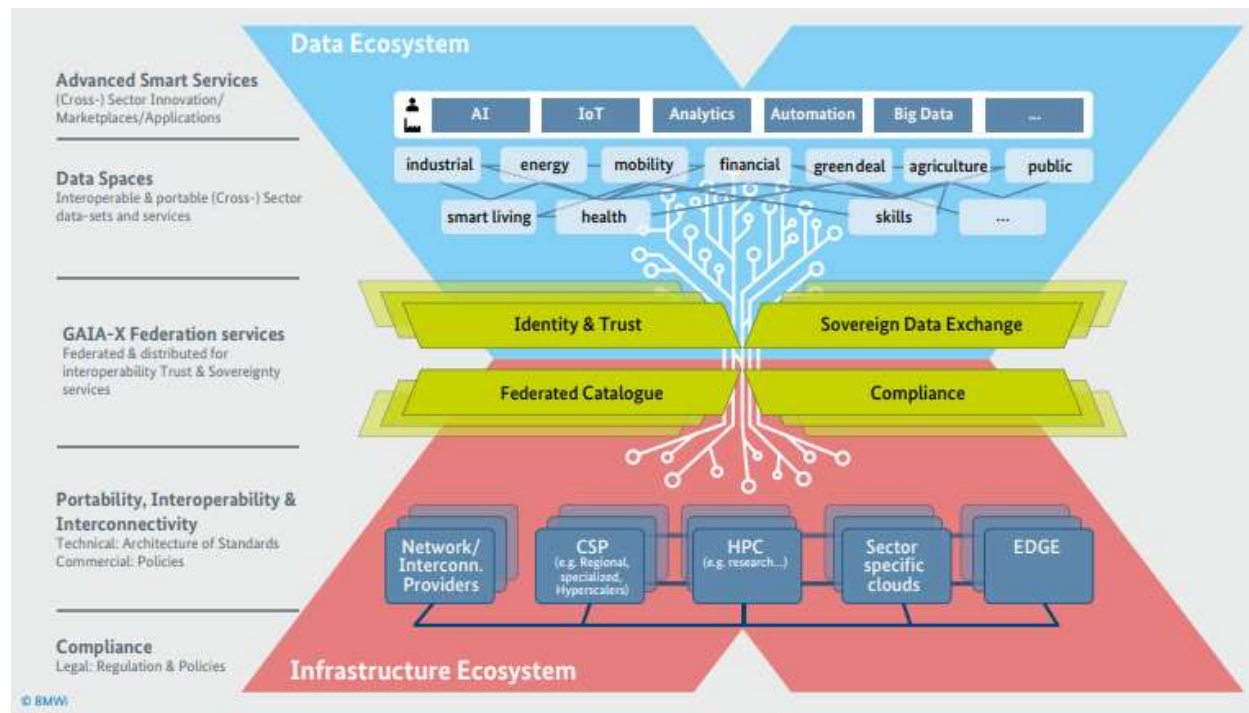 Data Ecosystem
Advanced Smart Services
(Cross-) Sector Innovation/
Marketplaces/Applications
AI
IoT
Analytics
Automation
Big Data
...
Data Spaces
Interoperable & portable (Cross-) Sector
data-sets and services
industrial
energy
mobility
financial
green deal
agriculture
public
smart living
health
skills
...
GAIA-X Federation services
Federated & distributed for
interoperability Trust & Sovereignty
services
Identity & Trust
Sovereign Data Exchange
Federated Catalogue
Compliance
Portability, Interoperability &
Interconnectivity
Technical: Architecture of Standards
Commercial: Policies
Network/
Interconn.
Providers
CSP
(e.g. Regional,
specialized,
Hyperscalers)
HPC
(e.g. research...)
Sector
specific
clouds
EDGE
Compliance
Legal: Regulation & Policies
Infrastructure Ecosystem
© BMWi